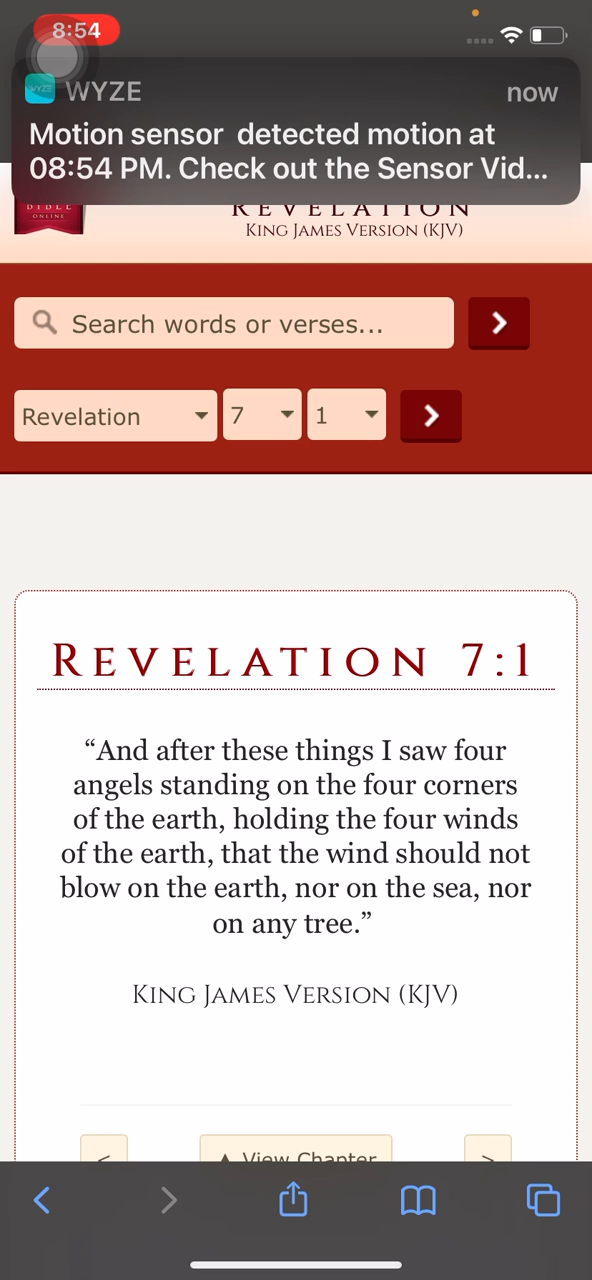 8:54
WYZE
now
Motion sensor  detected motion at
08:54 PM. Check out the Sensor Vid...
BIBLE
ONLINE
REVELATION
KING JAMES VERSION (KJV)
Search words or verses...
Revelation
7
1
REVELATION 7:1
“And after these things I saw four
angels standing on the four corners
of the earth, holding the four winds
of the earth, that the wind should not
blow on the earth, nor on the sea, nor
on any tree.”
KING JAMES VERSION (KJV)
< ▲ View Chapter >